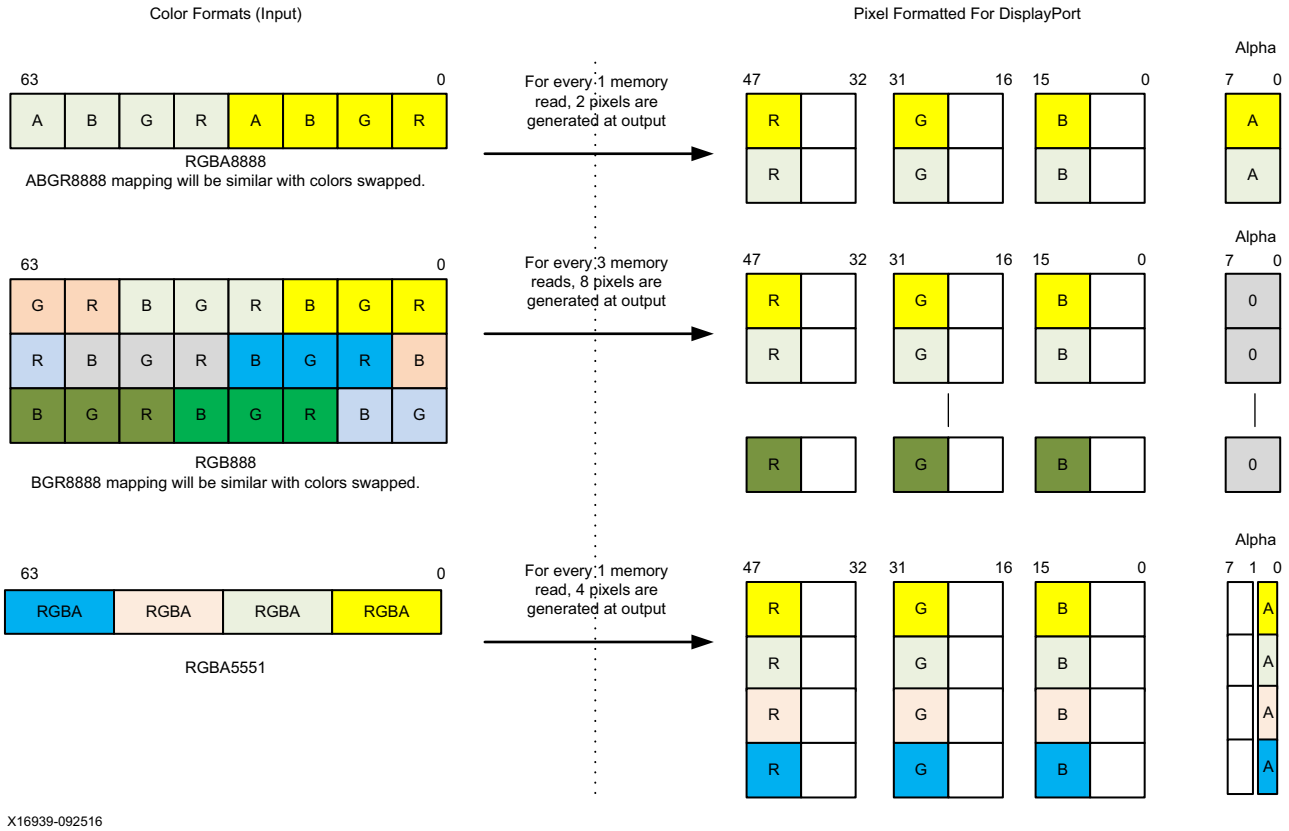 Color Formats (Input)
Pixel Formatted For DisplayPort
63 0
A B G R A B G R
RGBA8888
ABGR8888 mapping will be similar with colors swapped.
For every 1 memory
read, 2 pixels are
generated at output
Alpha
47 32 31 16 15 0 7 0
R G B A
R G B A
63 0
G R B G R B G R
R B G R B G R B
B G R B G R B G
RGB888
BGR8888 mapping will be similar with colors swapped.
For every 3 memory
reads, 8 pixels are
generated at output
Alpha
47 32 31 16 15 0 7 0
R G B 0
R G B 0
R G B 0
63 0
RGBA RGBA RGBA RGBA
RGBA5551
For every 1 memory
read, 4 pixels are
generated at output
Alpha
47 32 31 16 15 0 7 1 0
R G B A
R G B A
R G B A
R G B A
X16939-092516